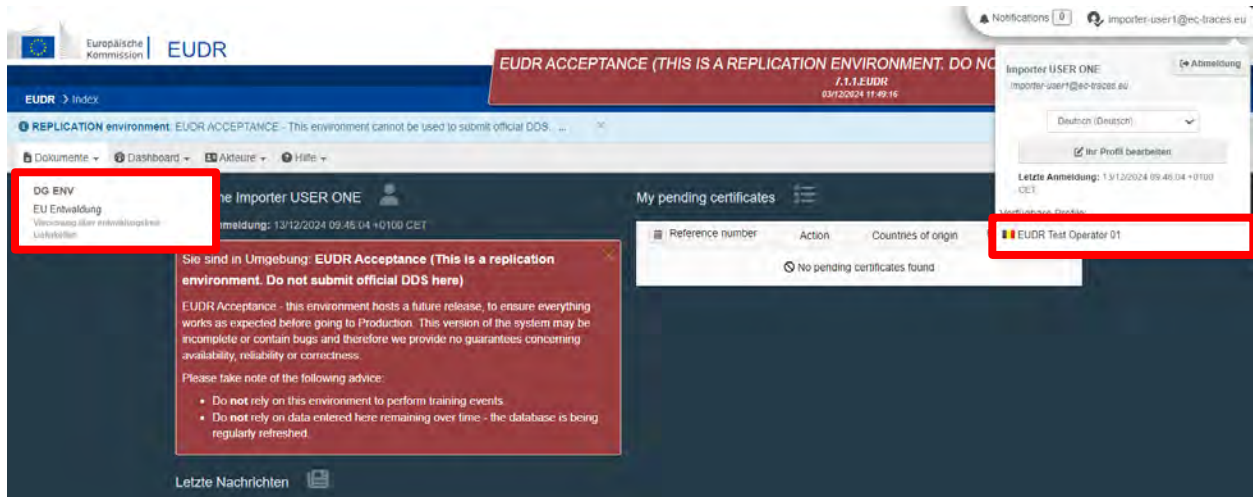 Notifications 0 importer-user1@ec-traces.eu
Europäische
Kommission
EUDR
EUDR ACCEPTANCE (THIS IS A REPLICATION ENVIRONMENT. DO NO
7.1.1.EUDR
03/12/2024 11:49:16
EUDR > Index
REPLICATION environment: EUDR ACCEPTANCE - This environment cannot be used to submit official DDS. ...
Dokumente Dashboard Akteure Hilfe
Importer USER ONE
Abmeldung
importer-user1@ec-traces.eu
Deutsch (Deutsch)
Ihr Profil bearbeiten
Letzte Anmeldung: 13/12/2024 09:46:04 +0100
CET
Verfügbare Profile:
EUDR Test Operator 01
DG ENV
EU Entwaldung
Verordnung über entwaldungsfreie
Lieferketten
ne Importer USER ONE
nmeldung: 13/12/2024 09:46:04 +0100 CET
Sie sind in Umgebung: EUDR Acceptance (This is a replication
environment. Do not submit official DDS here)
EUDR Acceptance - this environment hosts a future release, to ensure everything
works as expected before going to Production. This version of the system may be
incomplete or contain bugs and therefore we provide no guarantees concerning
availability, reliability or correctness.
Please take note of the following advice:
• Do not rely on this environment to perform training events.
• Do not rely on data entered here remaining over time - the database is being
regularly refreshed.
Letzte Nachrichten
My pending certificates
Reference number Action Countries of origin
No pending certificates found